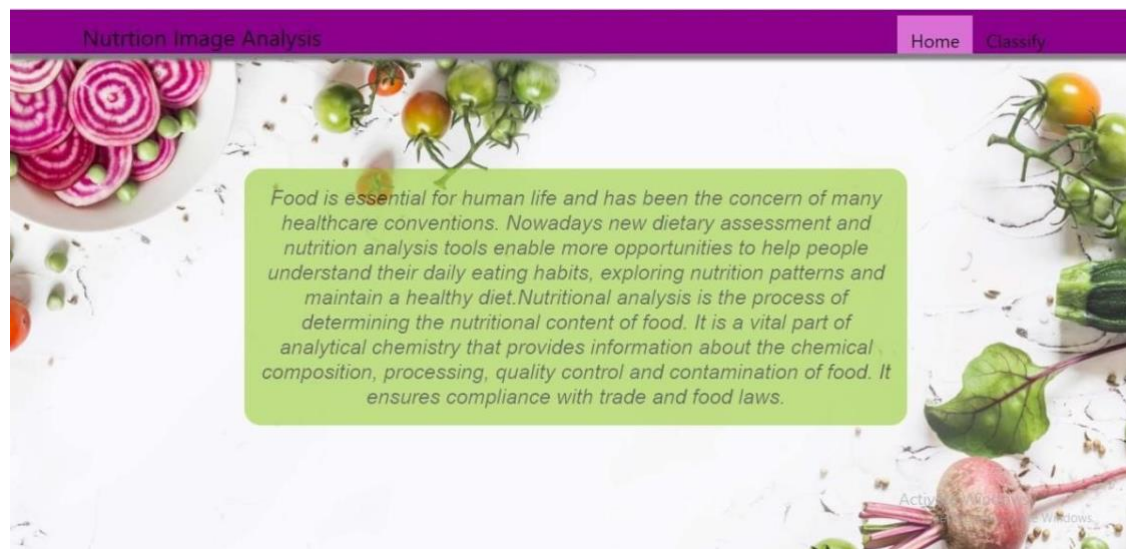 Nutrtion Image Analysis
Home Classify
Food is essential for human life and has been the concern of many
healthcare conventions. Nowadays new dietary assessment and
nutrition analysis tools enable more opportunities to help people
understand their daily eating habits, exploring nutrition patterns and
maintain a healthy diet.Nutritional analysis is the process of
determining the nutritional content of food. It is a vital part of
analytical chemistry that provides information about the chemical
composition, processing, quality control and contamination of food. It
ensures compliance with trade and food laws.